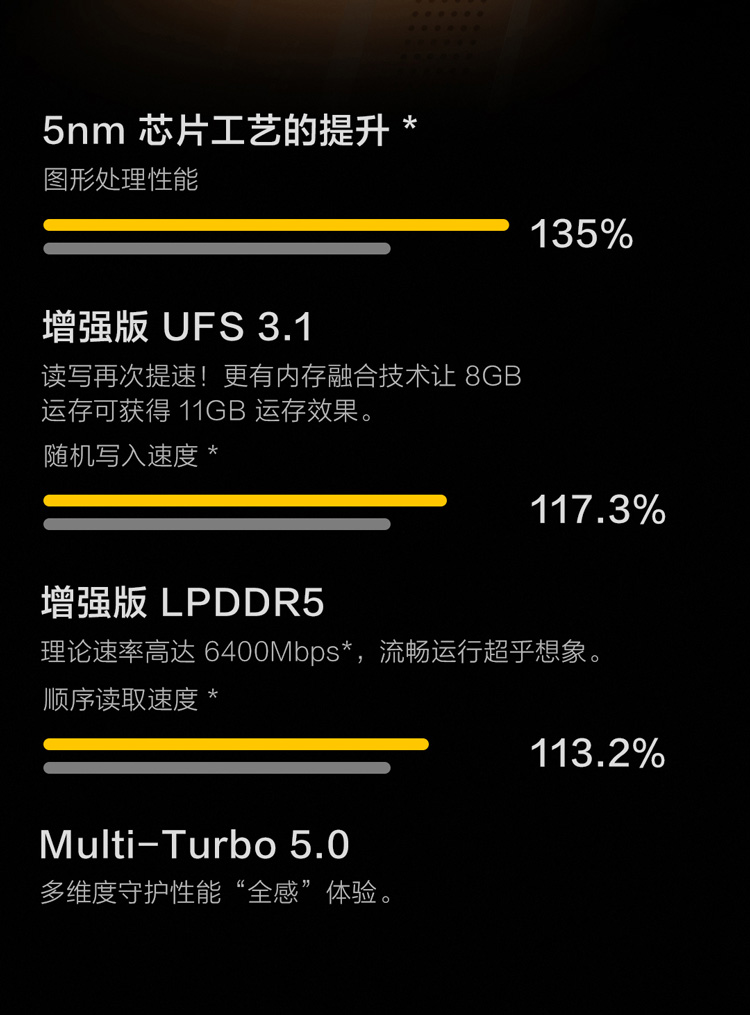 5nm 芯片工艺的提升 *
图形处理性能
135%
增强版 UFS 3.1
读写再次提速！更有内存融合技术让 8GB
运存可获得 11GB 运存效果。
随机写入速度 *
117.3%
增强版 LPDDR5
理论速率高达 6400Mbps*，流畅运行超乎想象。
顺序读取速度 *
113.2%
Multi-Turbo 5.0
多维度守护性能“全感”体验。